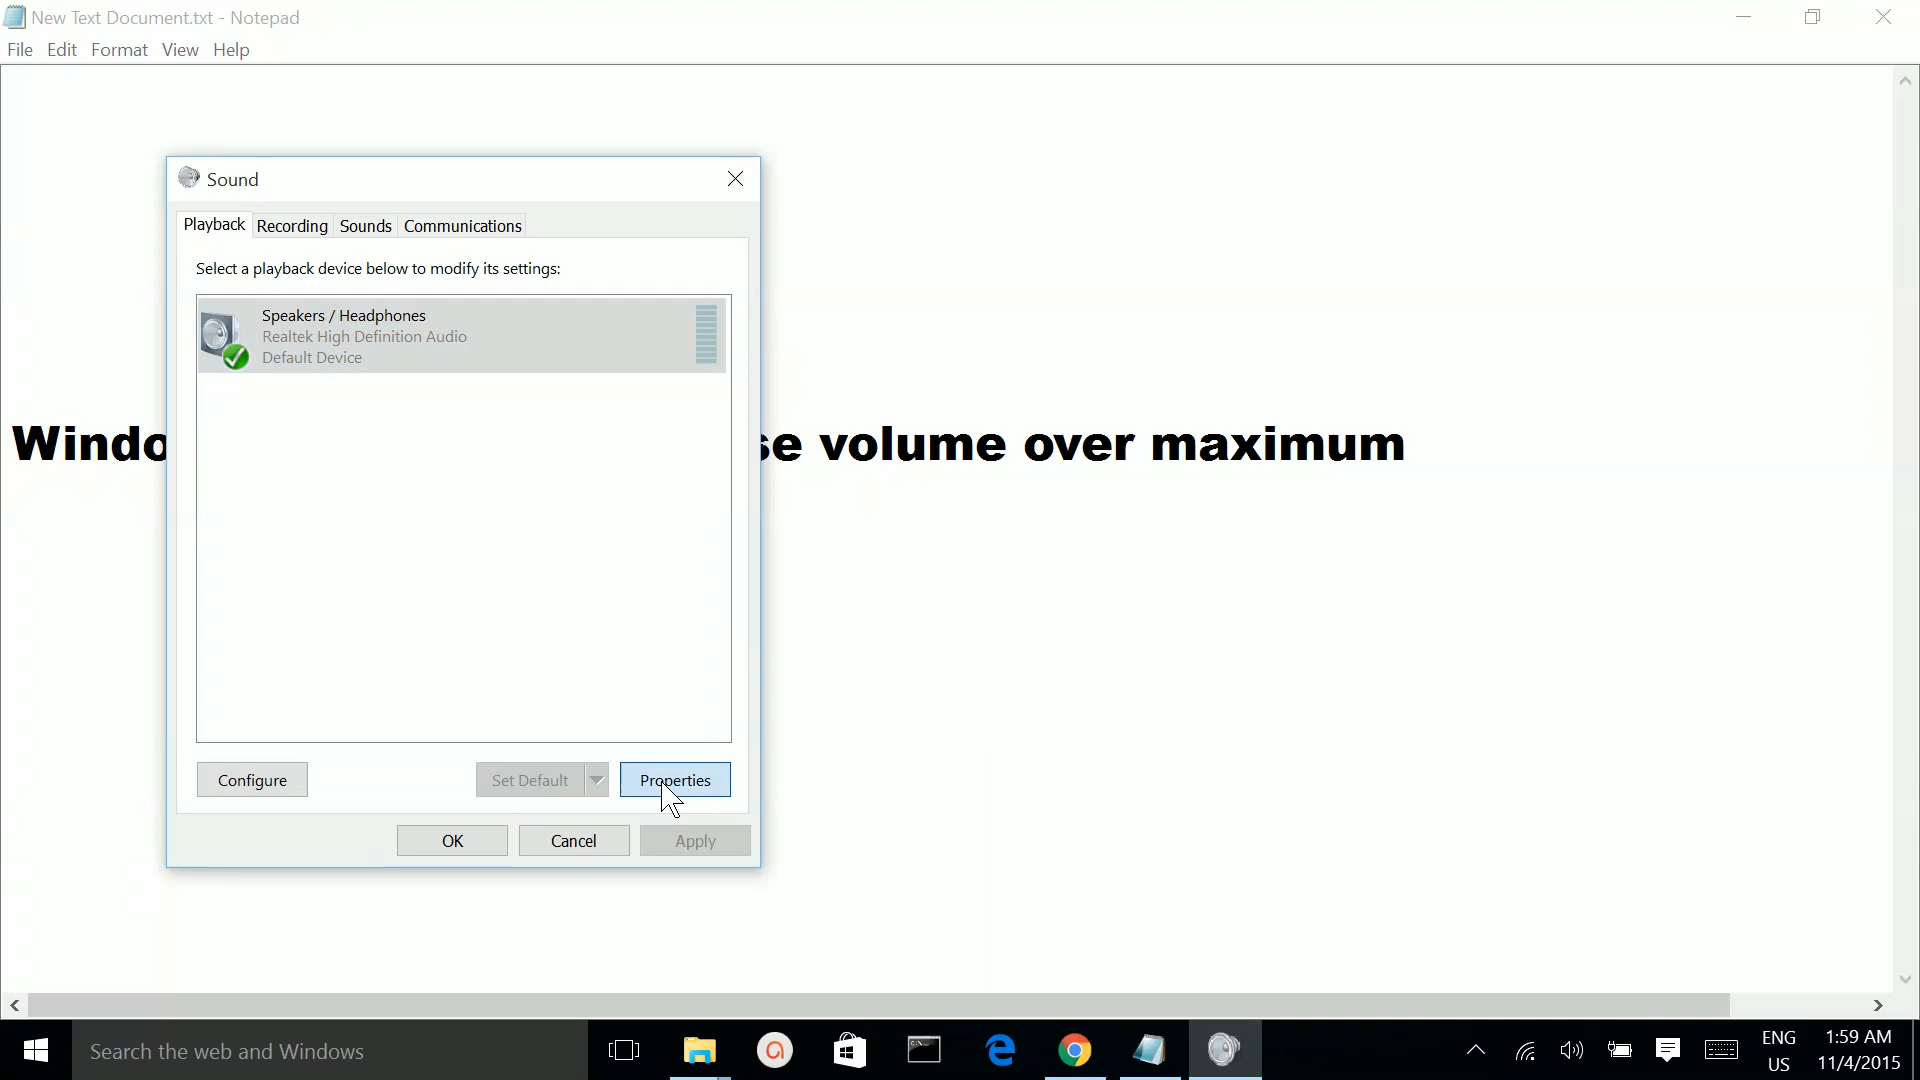 New Text Document.txt - Notepad
File Edit Format View Help
Sound
Playback Recording Sounds Communications
Select a playback device below to modify its settings:
Speakers / Headphones
Realtek High Definition Audio
Default Device
volume over maximum
Configure Set Default Properties
OK Cancel Apply
Search the web and Windows
ENG
US
1:59 AM
11/4/2015